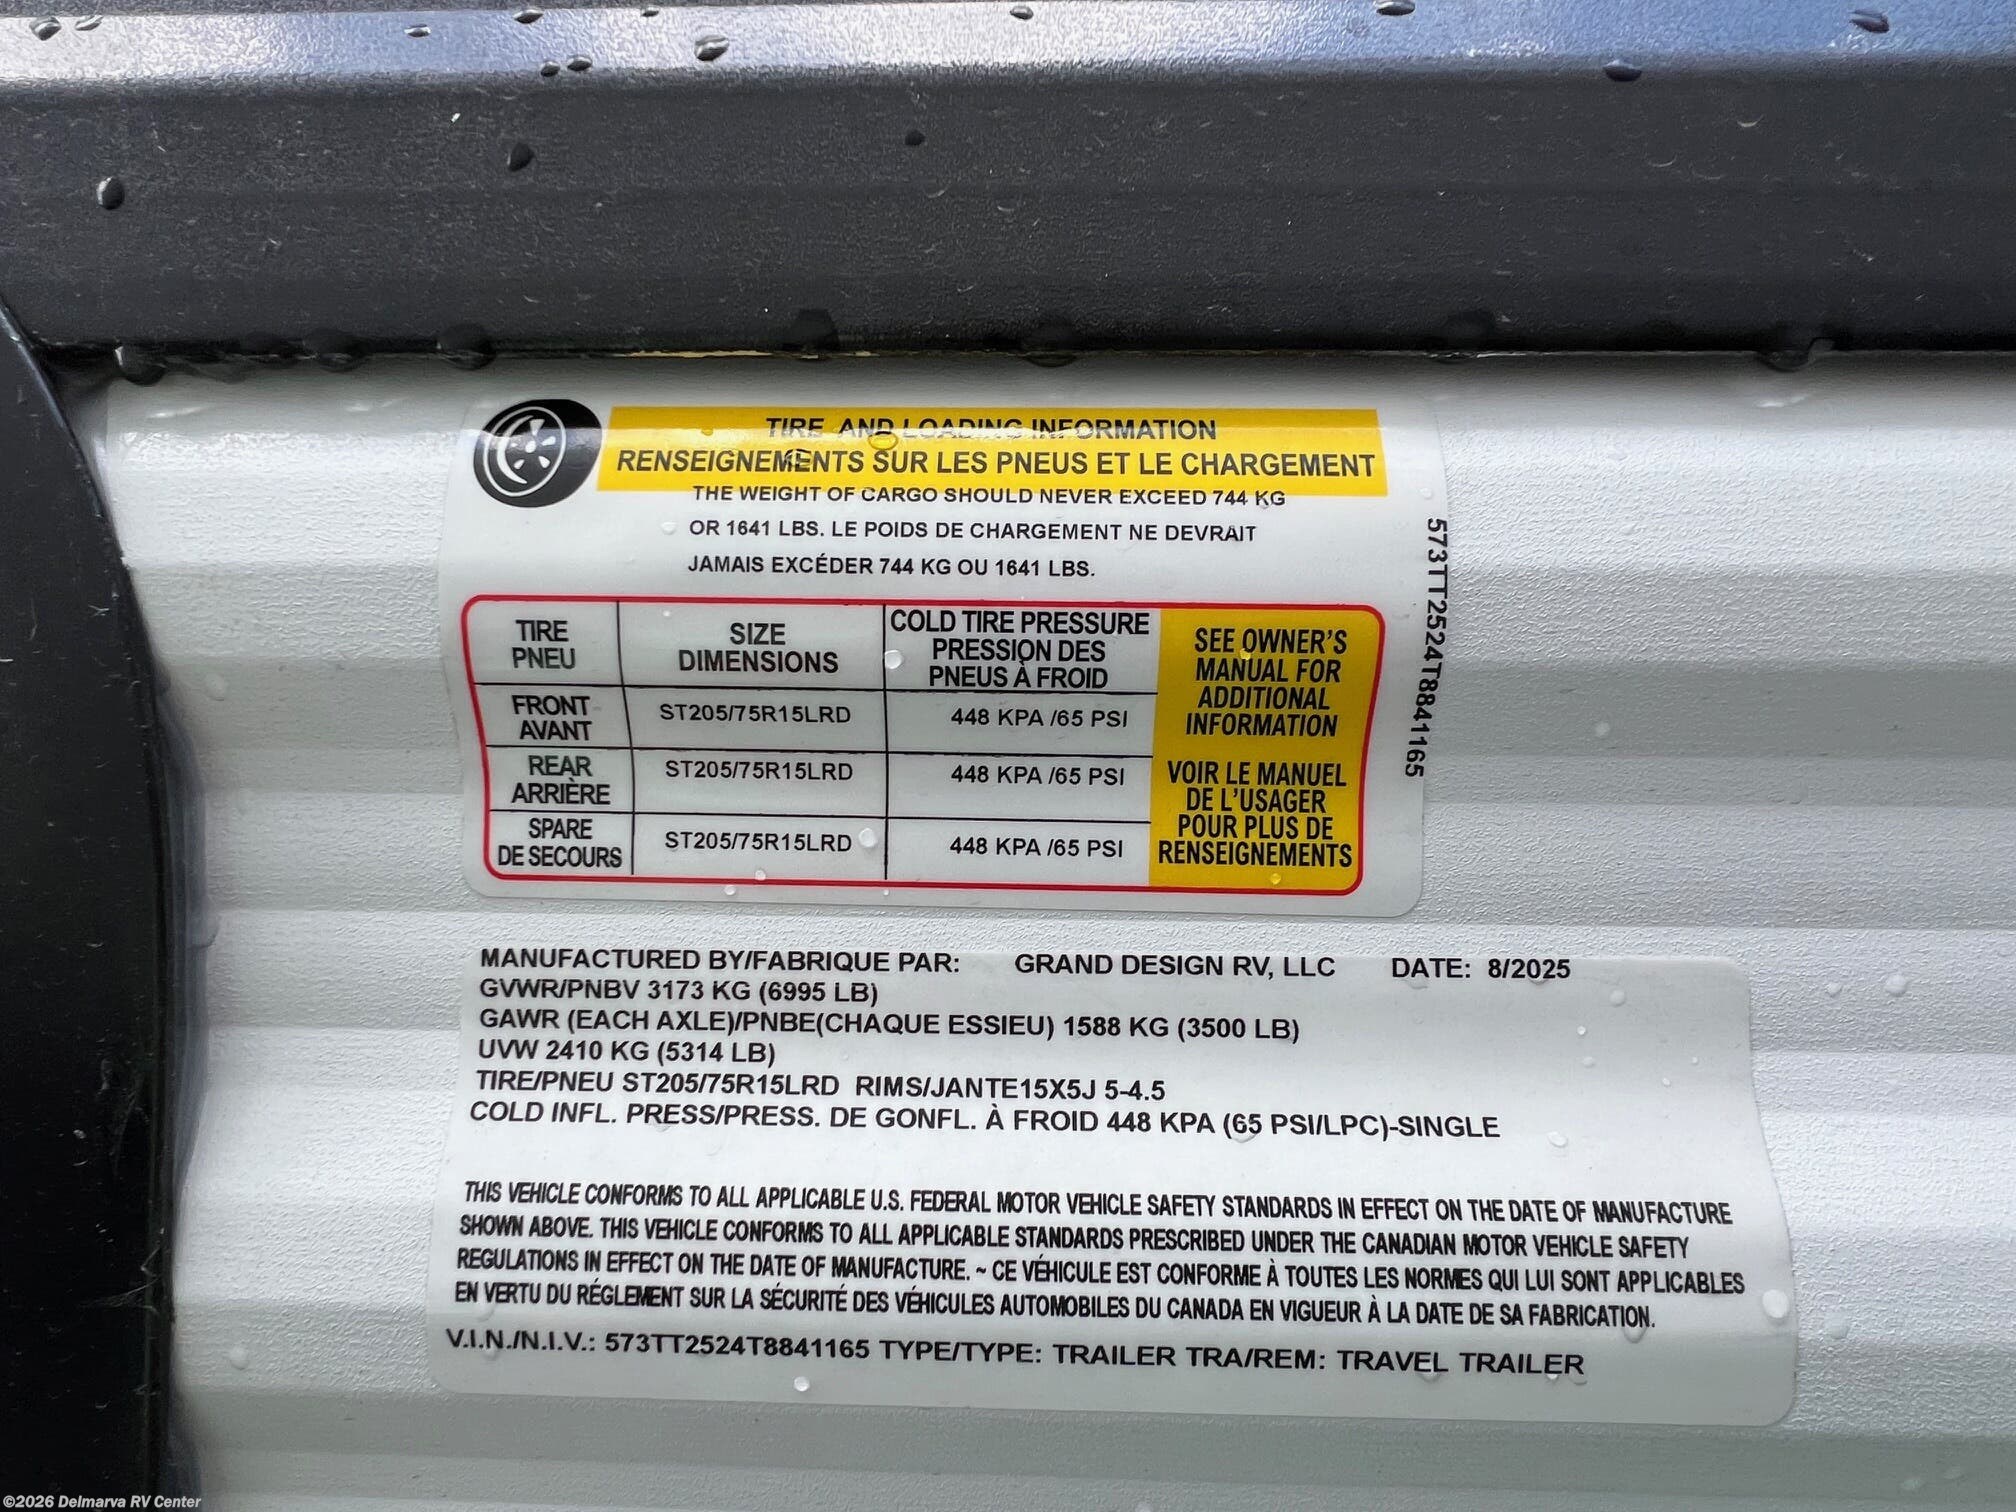 TIRE AND LOADING INFORMATION
RENSEIGNEMENTS SUR LES PNEUS ET LE CHARGEMENT
THE WEIGHT OF CARGO SHOULD NEVER EXCEED 744 KG
OR 1641 LBS. LE POIDS DE CHARGEMENT NE DEVRAIT
JAMAIS EXCÉDER 744 KG OU 1641 LBS.
573TT2524T8841165
TIRE
PNEU
SIZE
DIMENSIONS
COLD TIRE PRESSURE
PRESSION DES
PNEUS À FROID
FRONT
AVANT
ST205/75R15LRD
448 KPA /65 PSI
REAR
ARRIÈRE
ST205/75R15LRD
448 KPA /65 PSI
SPARE
DE SECOURS
ST205/75R15LRD
448 KPA /65 PSI
SEE OWNER'S
MANUAL FOR
ADDITIONAL
INFORMATION
VOIR LE MANUEL
DE L'USAGER
POUR PLUS DE
RENSEIGNEMENTS
MANUFACTURED BY/FABRIQUE PAR: GRAND DESIGN RV, LLC DATE: 8/2025
GVWR/PNBV 3173 KG (6995 LB)
GAWR (EACH AXLE)/PNBE(CHAQUE ESSIEU) 1588 KG (3500 LB)
UVW 2410 KG (5314 LB)
TIRE/PNEU ST205/75R15LRD RIMS/JANTE15X5J 5-4.5
COLD INFL. PRESS/PRESS. DE GONFL. À FROID 448 KPA (65 PSI/LPC)-SINGLE
THIS VEHICLE CONFORMS TO ALL APPLICABLE U.S. FEDERAL MOTOR VEHICLE SAFETY STANDARDS IN EFFECT ON THE DATE OF MANUFACTURE
SHOWN ABOVE. THIS VEHICLE CONFORMS TO ALL APPLICABLE STANDARDS PRESCRIBED UNDER THE CANADIAN MOTOR VEHICLE SAFETY
REGULATIONS IN EFFECT ON THE DATE OF MANUFACTURE. ~ CE VÉHICULE EST CONFORME À TOUTES LES NORMES QUI LUI SONT APPLICABLES
EN VERTU DU RÉGLEMENT SUR LA SÉCURITÉ DES VÉHICULES AUTOMOBILES DU CANADA EN VIGUEUR À LA DATE DE SA FABRICATION.
V.I.N./N.I.V.: 573TT2524T8841165 TYPE/TYPE: TRAILER TRA/REM: TRAVEL TRAILER
©2026 Delmarva RV Center